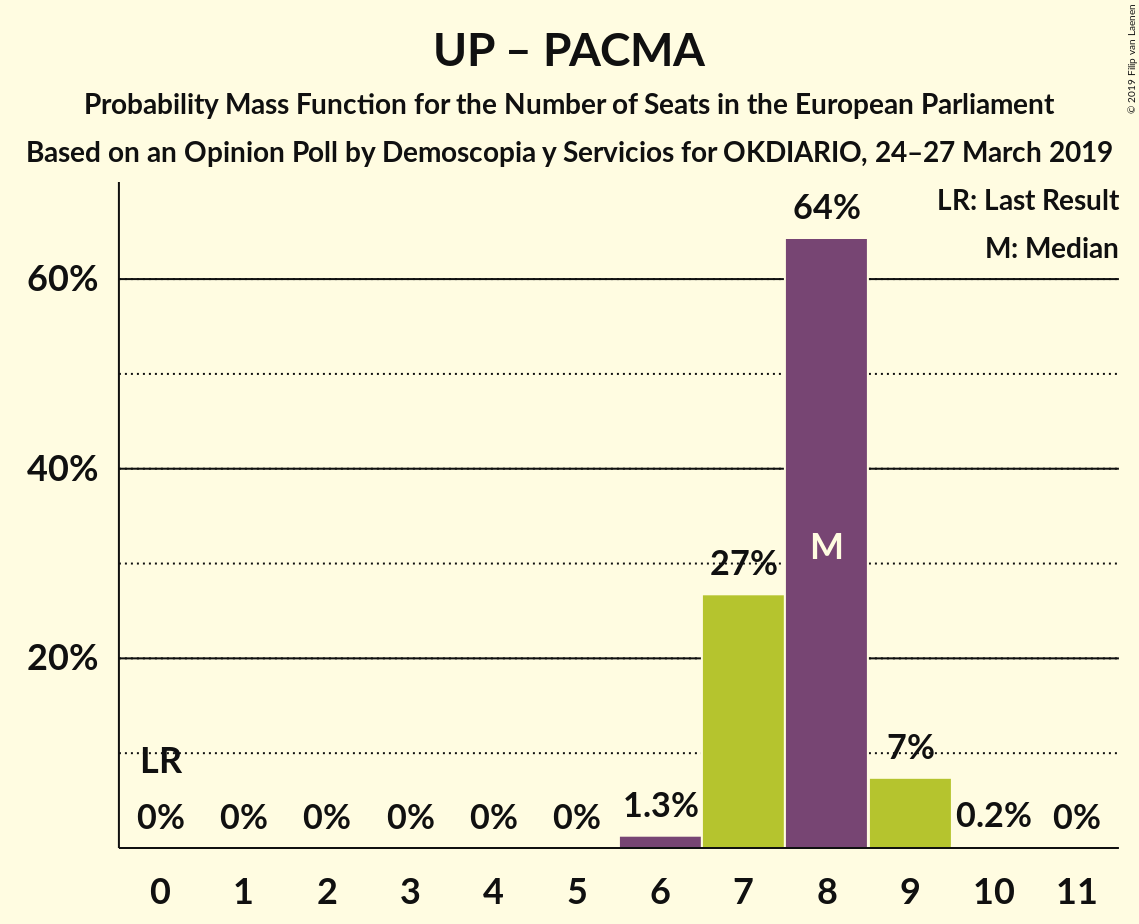 UP – PACMA
Probability Mass Function for the Number of Seats in the European Parliament
Based on an Opinion Poll by Demoscopia y Servicios for OKDIARIO, 24–27 March 2019
© 2019 Filip van Laenen
LR: Last Result
M: Median
60%
40%
20%
LR
0% 0% 0% 0% 0% 0% 1.3% 27% 64% 7% 0.2% 0%
M
0 1 2 3 4 5 6 7 8 9 10 11